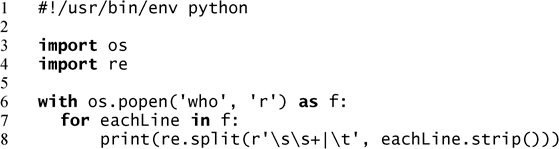 1 #!/usr/bin/env python
2
3 import os
4 import re
5
6 with os.popen('who', 'r') as f:
7 for eachLine in f:
8 print(re.split(r'\s\s+|\t', eachLine.strip()))